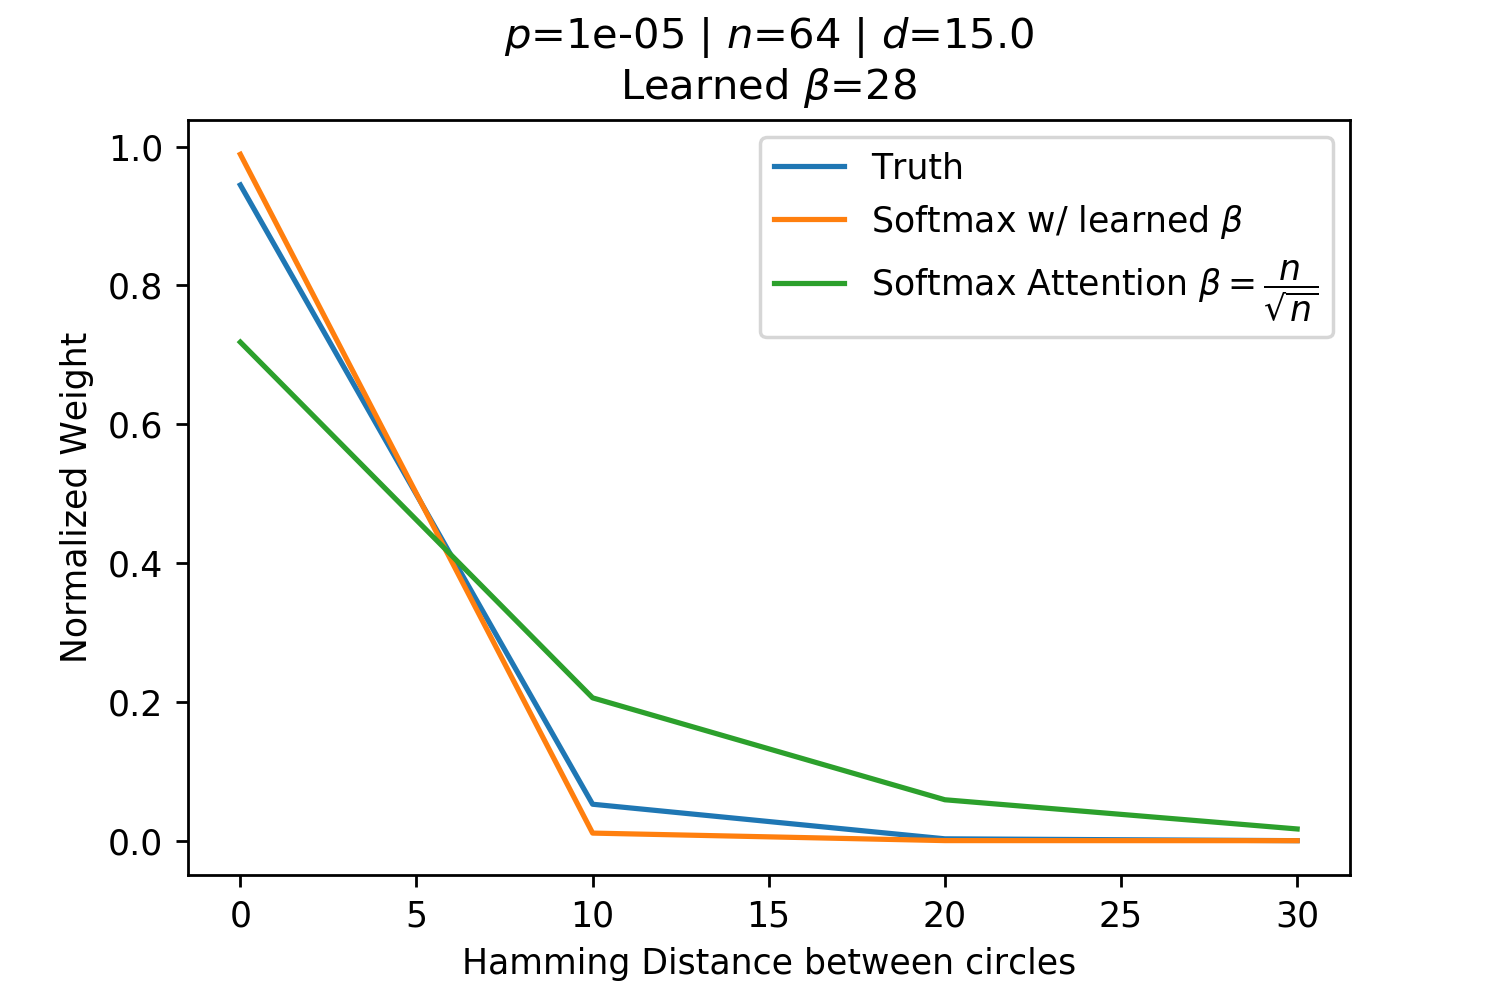 p=1e-05 | n=64 | d=15.0
Learned β=28
Truth
Softmax w/ learned β
Softmax Attention β = n/√n
Normalized Weight
1.0
0.8
0.6
0.4
0.2
0.0
0 5 10 15 20 25 30
Hamming Distance between circles